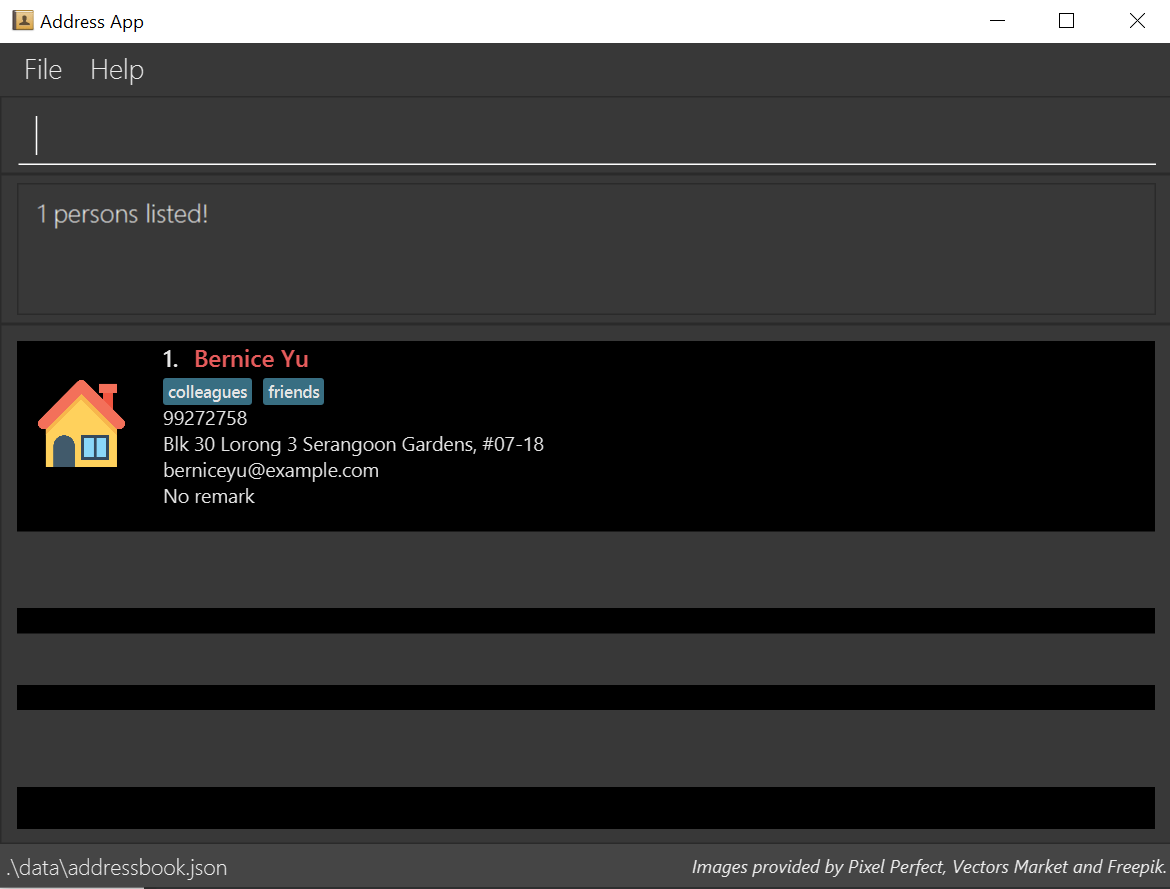 Address App
File Help
1 persons listed!
1. Bernice Yu
colleagues friends
99272758
Blk 30 Lorong 3 Serangoon Gardens, #07-18
berniceyu@example.com
No remark
.\data\addressbook.json
Images provided by Pixel Perfect, Vectors Market and Freepik.